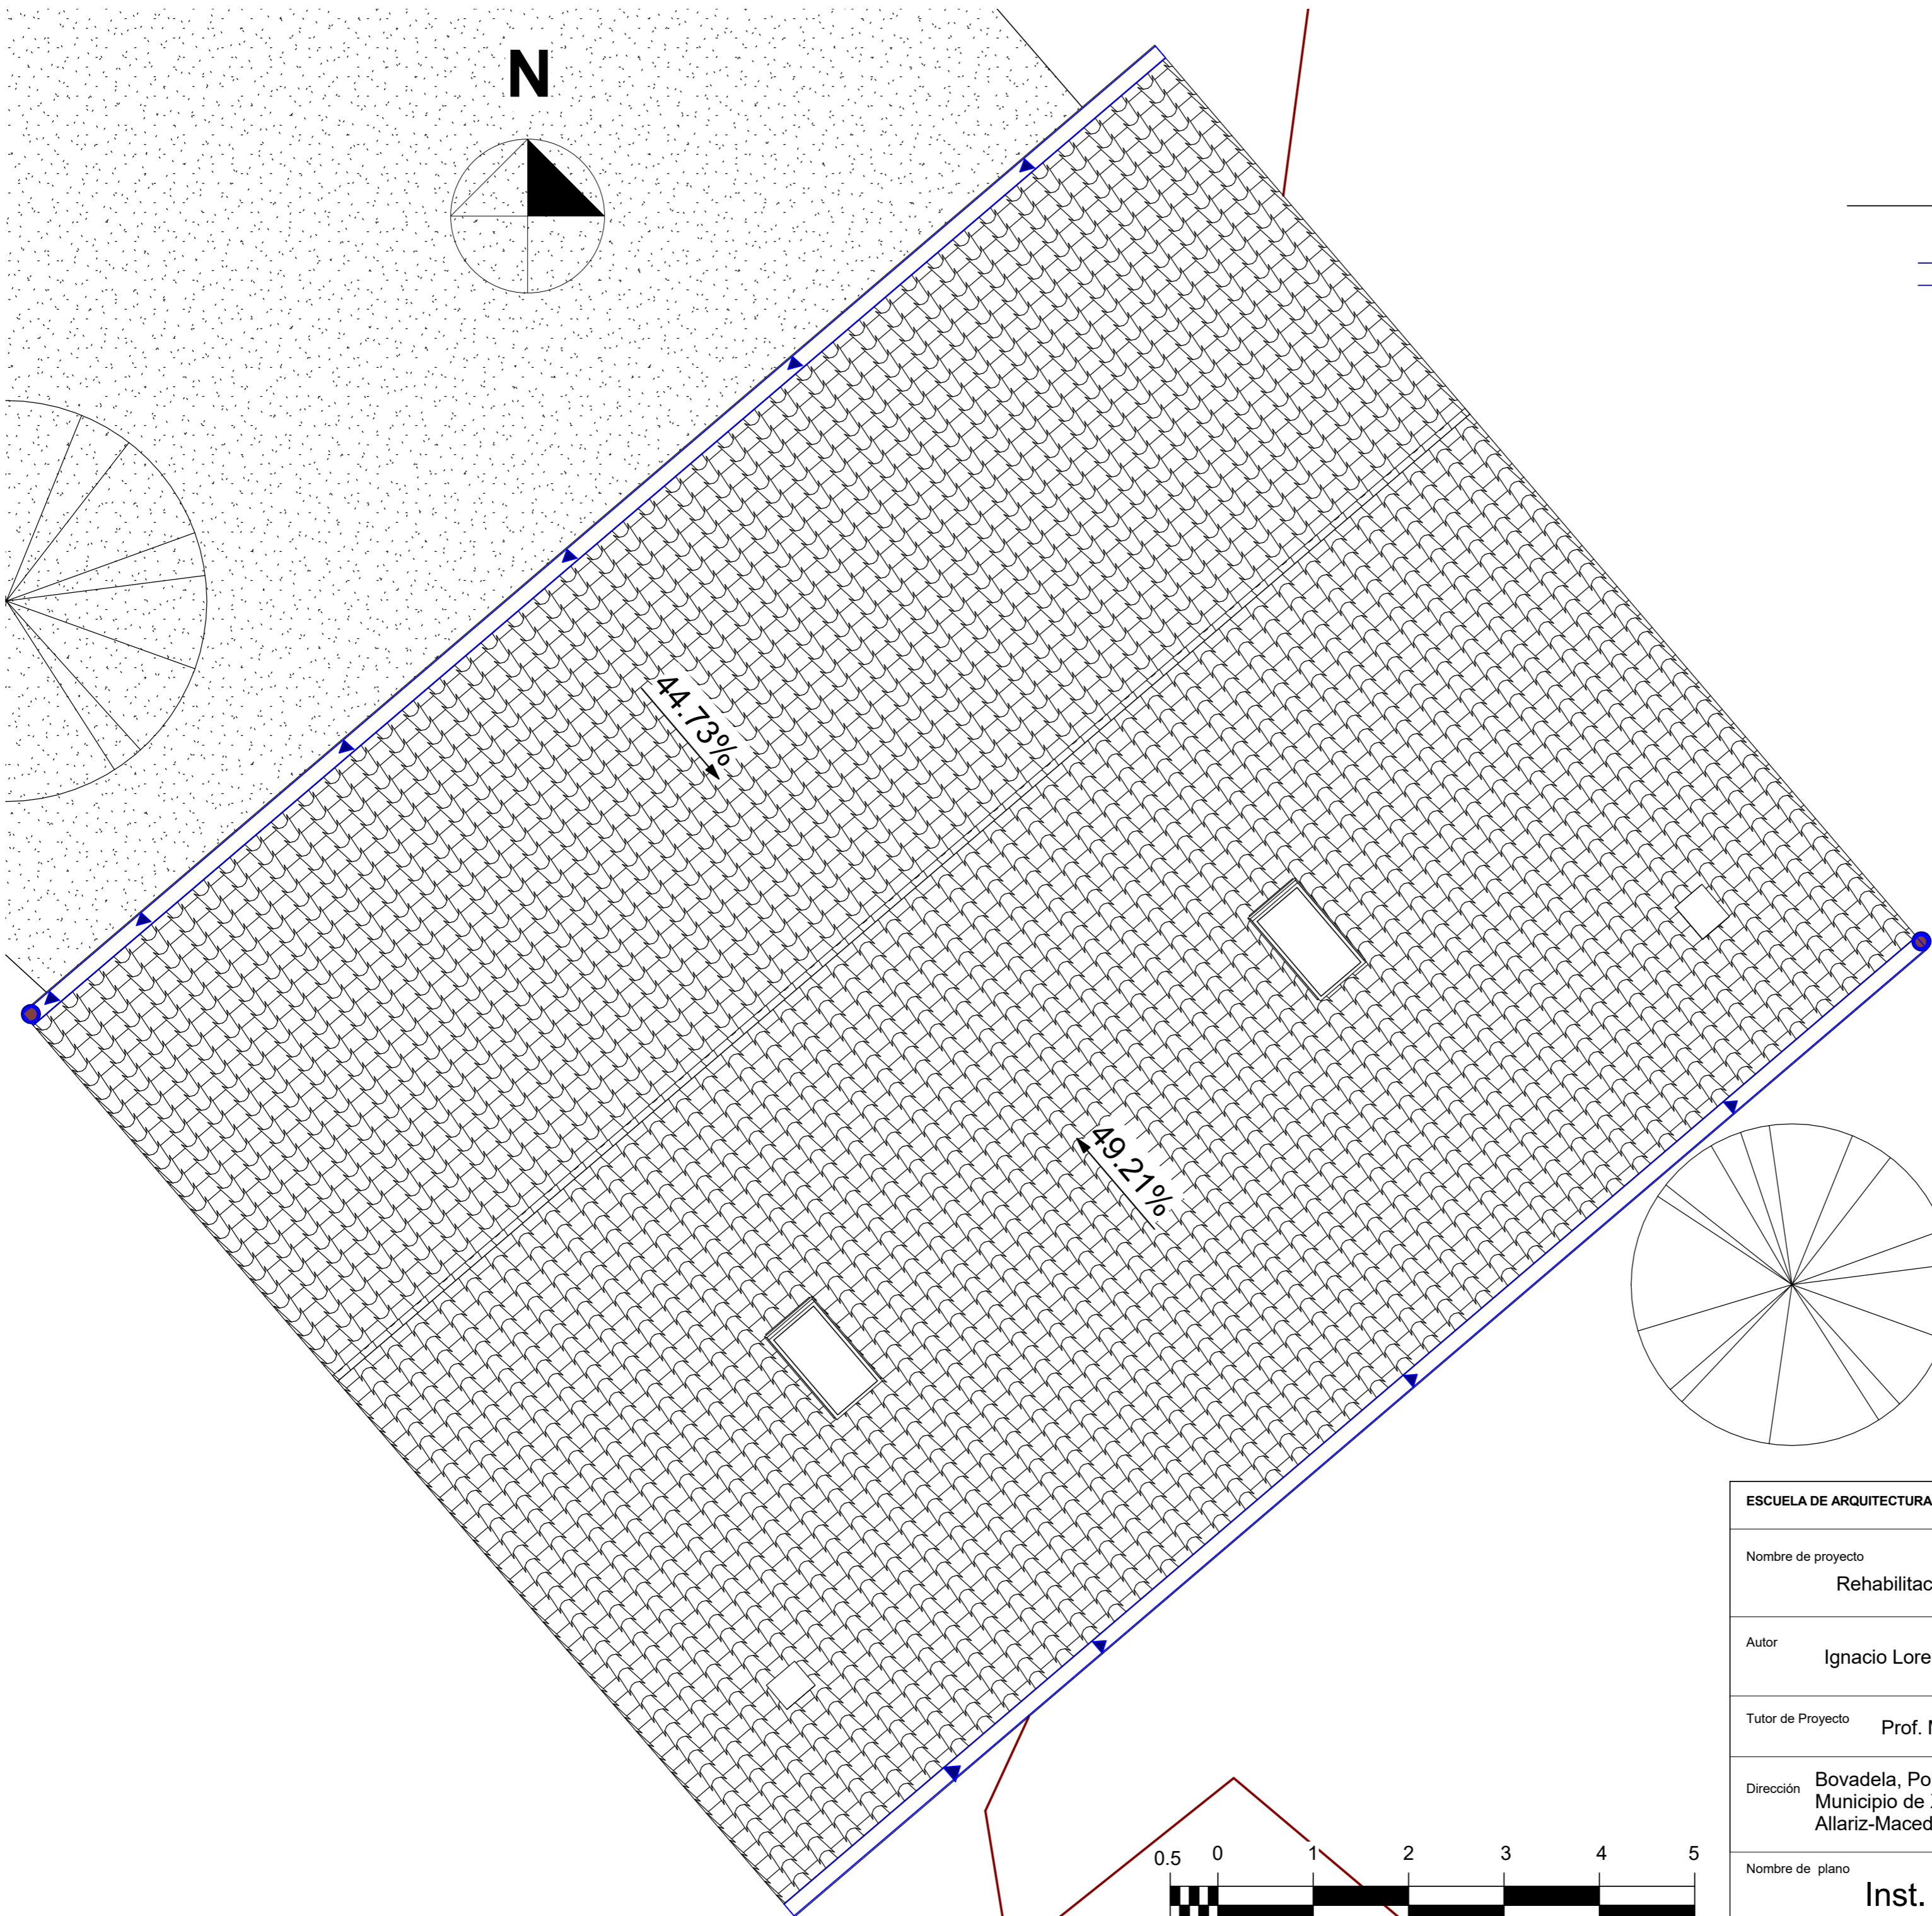 N
44.73%
49.21%
ESCUELA DE ARQUITECTURA
Nombre de proyecto
Rehabilitac
Autor
Ignacio Lore
Tutor de Proyecto
Prof.
Dirección
Bovadela, Po
Municipio de
Allariz-Maced
Nombre de plano
Inst.
0.5 0 1 2 3 4 5